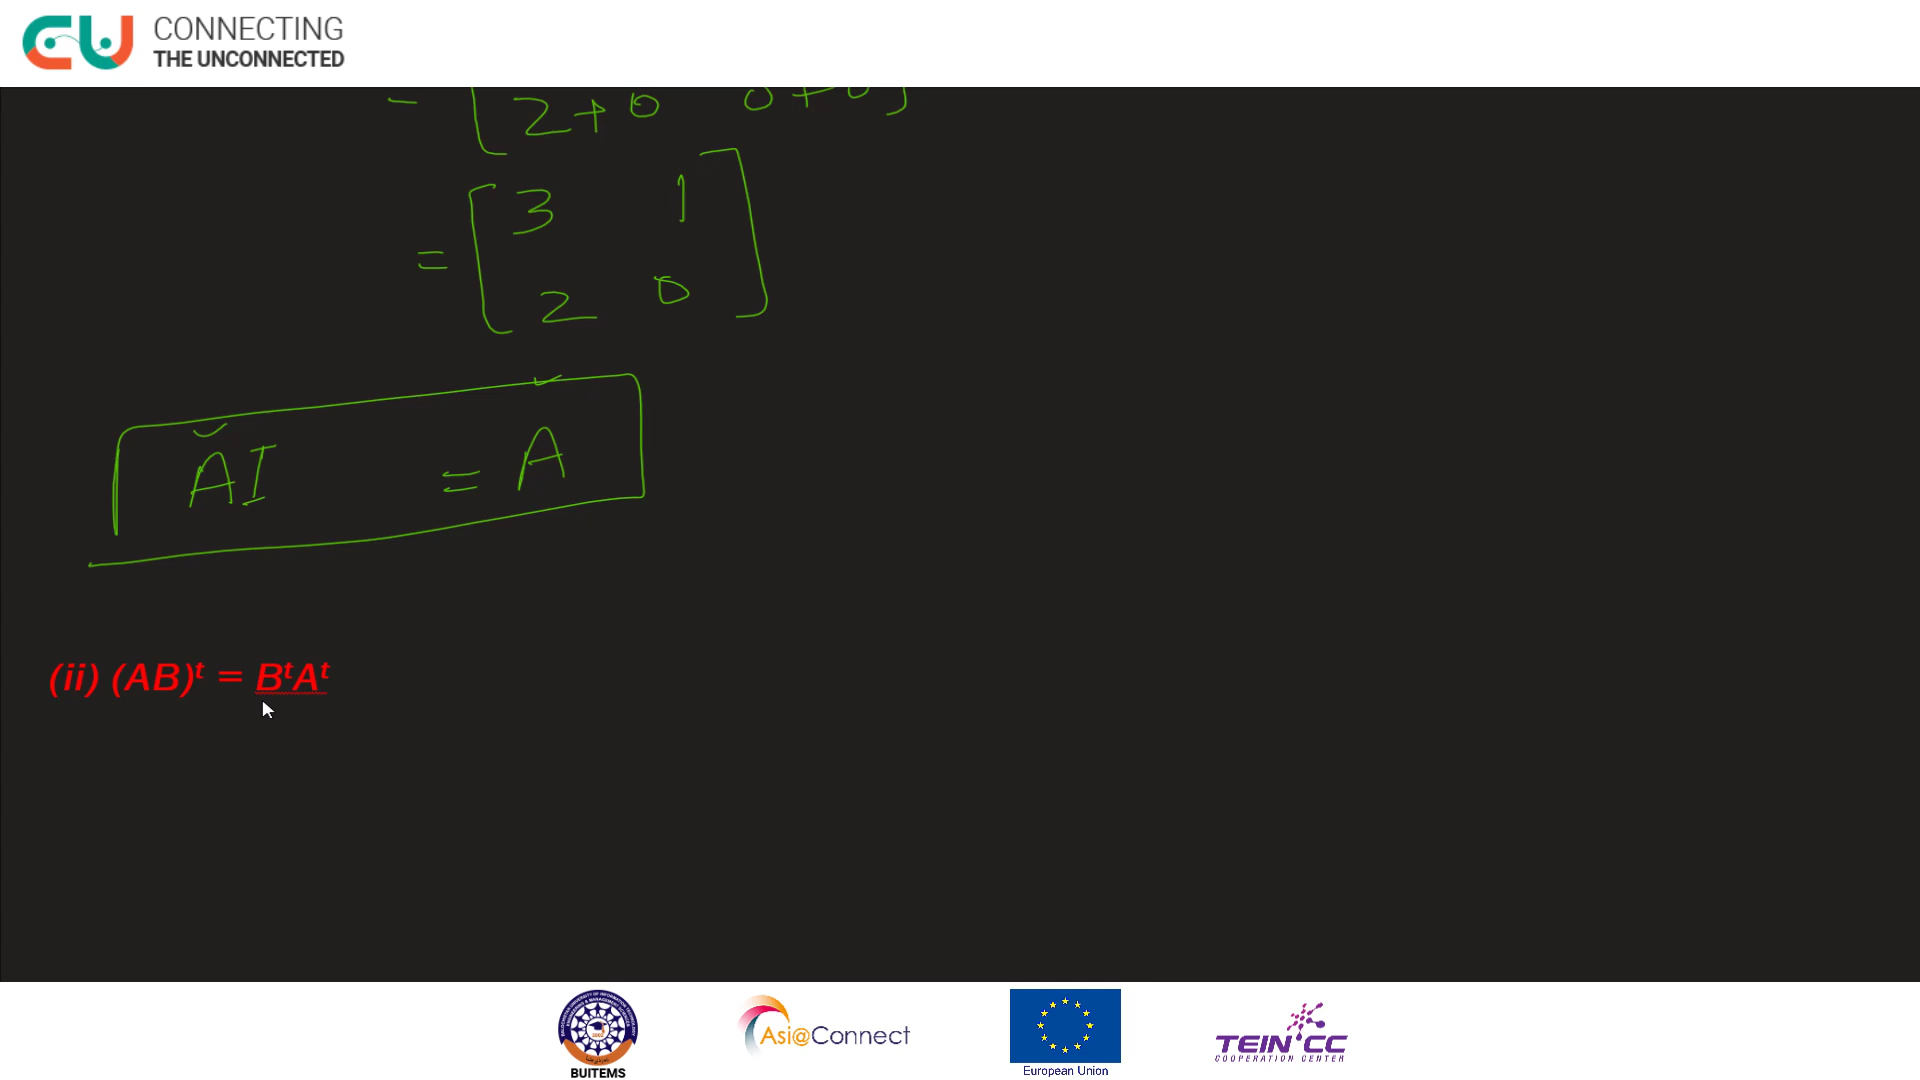 CONNECTING
THE UNCONNECTED
= [ 2+0 0+0 ]
= [ 3 1
2 0 ]
AI = A
(ii) (AB)ᵗ = BᵗAᵗ
BUITEMS
Asi@Connect
European Union
TEIN*CC
COOPERATION CENTER